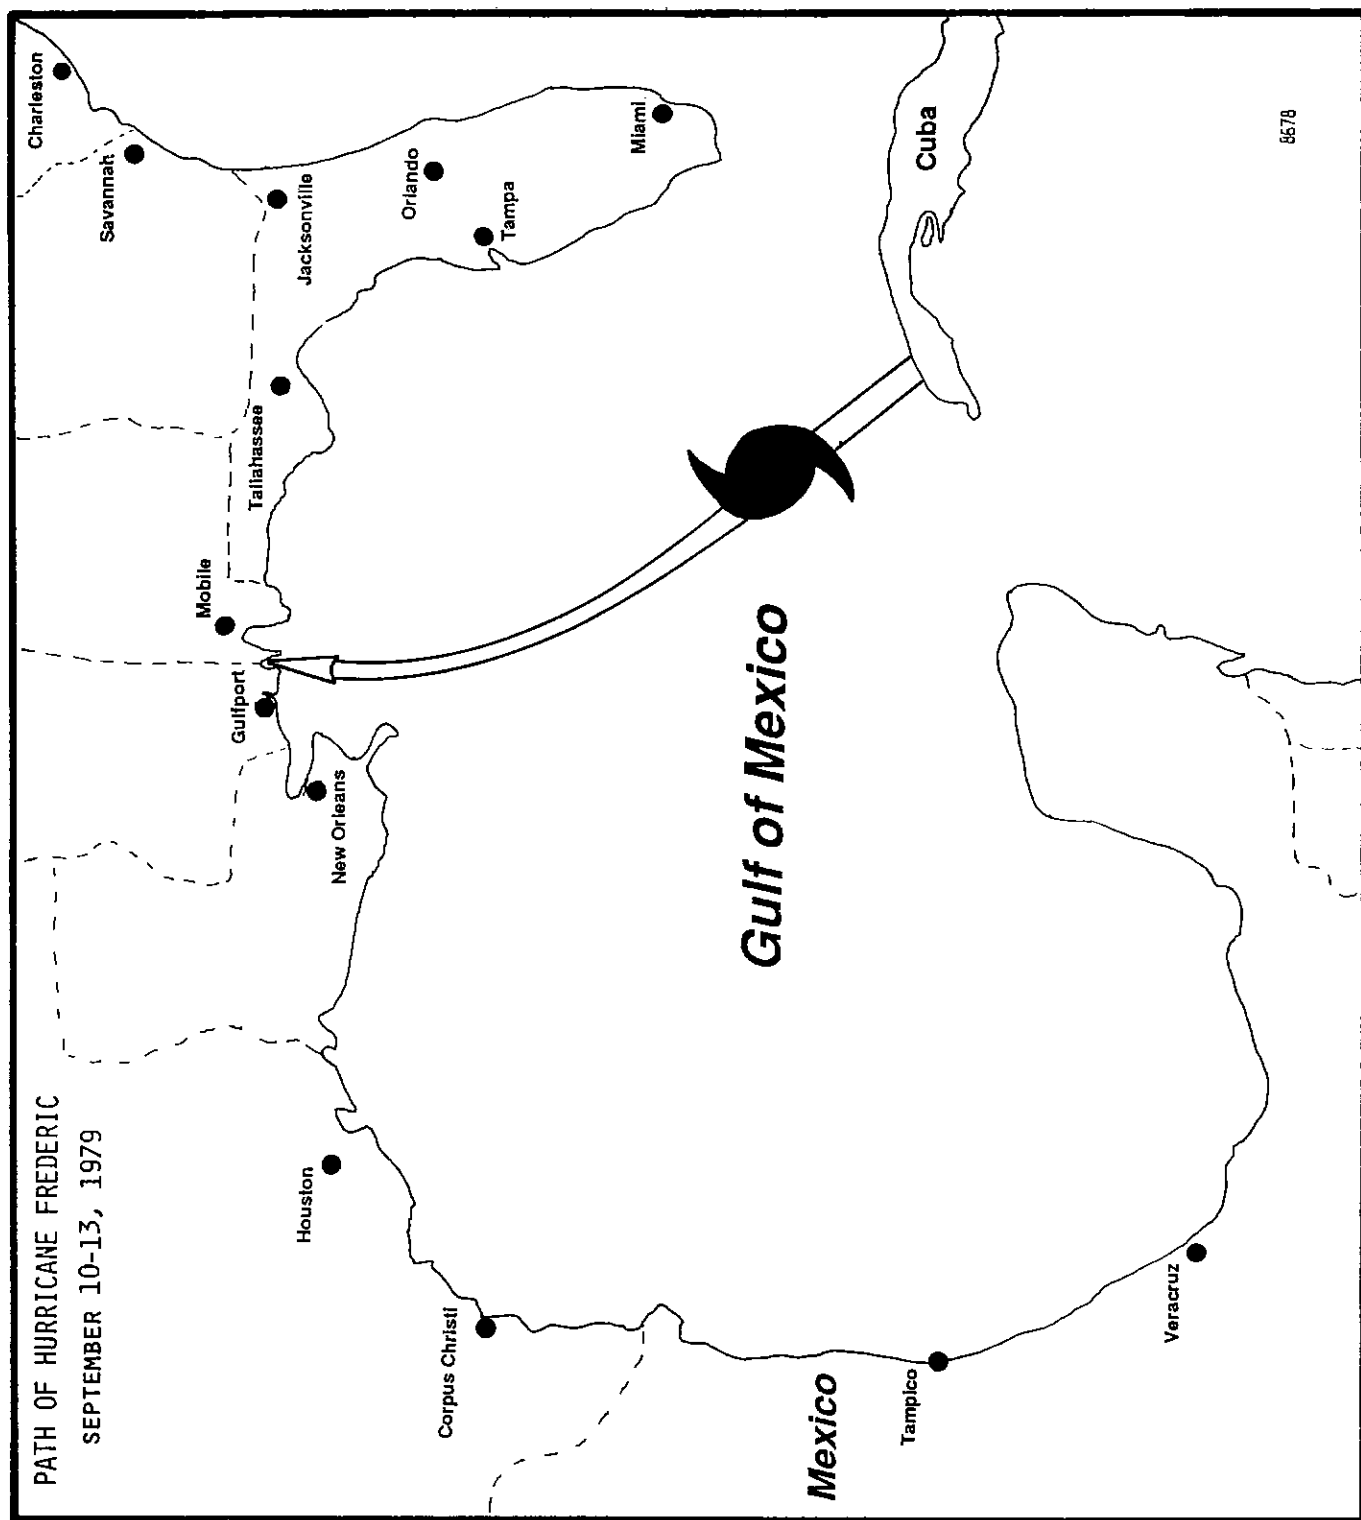 PATH OF HURRICANE FREDERIC
SEPTEMBER 10-13, 1979
Charleston
Savannah
Jacksonville
Orlando
Tampa
Miami
Tallahassee
Mobile
Gulfport
New Orleans
Houston
Corpus Christi
Gulf of Mexico
Cuba
Mexico
Tampico
Veracruz
8678